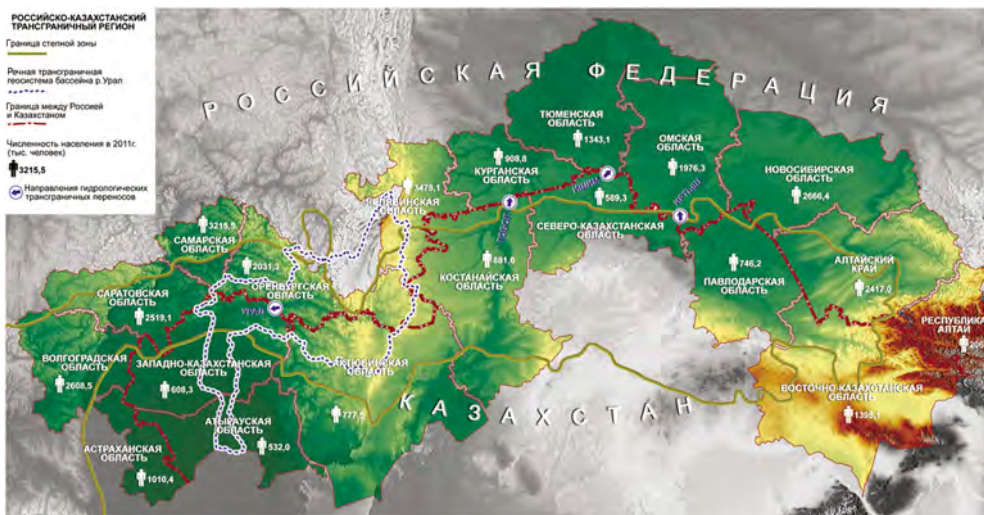 РОССИЙСКО-КАЗАХСТАНСКИЙ
ТРАНСГРАНИЧНЫЙ РЕГИОН
Граница степной зоны
Речная трансграничная
геосистема бассейна р.Урал
Граница между Россией
и Казахстаном
Численность населения в 2011г.
(тыс. человек)
3215,5
Направления гидрологических
трансграничных переносов
РОССИЙСКАЯ ФЕДЕРАЦИЯ
ТЮМЕНСКАЯ
ОБЛАСТЬ
1343,1
ОМСКАЯ
ОБЛАСТЬ
1976,3
908,8
КУРГАНСКАЯ
ОБЛАСТЬ
НОВОСИБИРСКАЯ
ОБЛАСТЬ
2666,4
3478,1
ЧЕЛЯБИНСКАЯ
ОБЛАСТЬ
ИШИМ
589,3
ИРТЫШ
ТОБОЛ
СЕВЕРО-КАЗАХСТАНСКАЯ
ОБЛАСТЬ
3215,5
САМАРСКАЯ
ОБЛАСТЬ
2031,3
ОРЕНБУРГСКАЯ
ОБЛАСТЬ
КОСТАНАЙСКАЯ
ОБЛАСТЬ
746,2
ПАВЛОДАРСКАЯ
ОБЛАСТЬ
АЛТАЙСКИЙ
КРАЙ
2417,0
САРАТОВСКАЯ
ОБЛАСТЬ
2519,1
УРАЛ
РЕСПУБЛИКА
АЛТАЙ
ВОЛГОГРАДСКАЯ
ОБЛАСТЬ
2608,5
ЗАПАДНО-КАЗАХСТАНСКАЯ
ОБЛАСТЬ
608,3
АКТЮБИНСКАЯ
ОБЛАСТЬ
777,5
КАЗАХСТАН
ВОСТОЧНО-КАЗАХСТАНСКАЯ
ОБЛАСТЬ
АТЫРАУСКАЯ
ОБЛАСТЬ
532,0
АСТРАХАНСКАЯ
ОБЛАСТЬ
1010,4